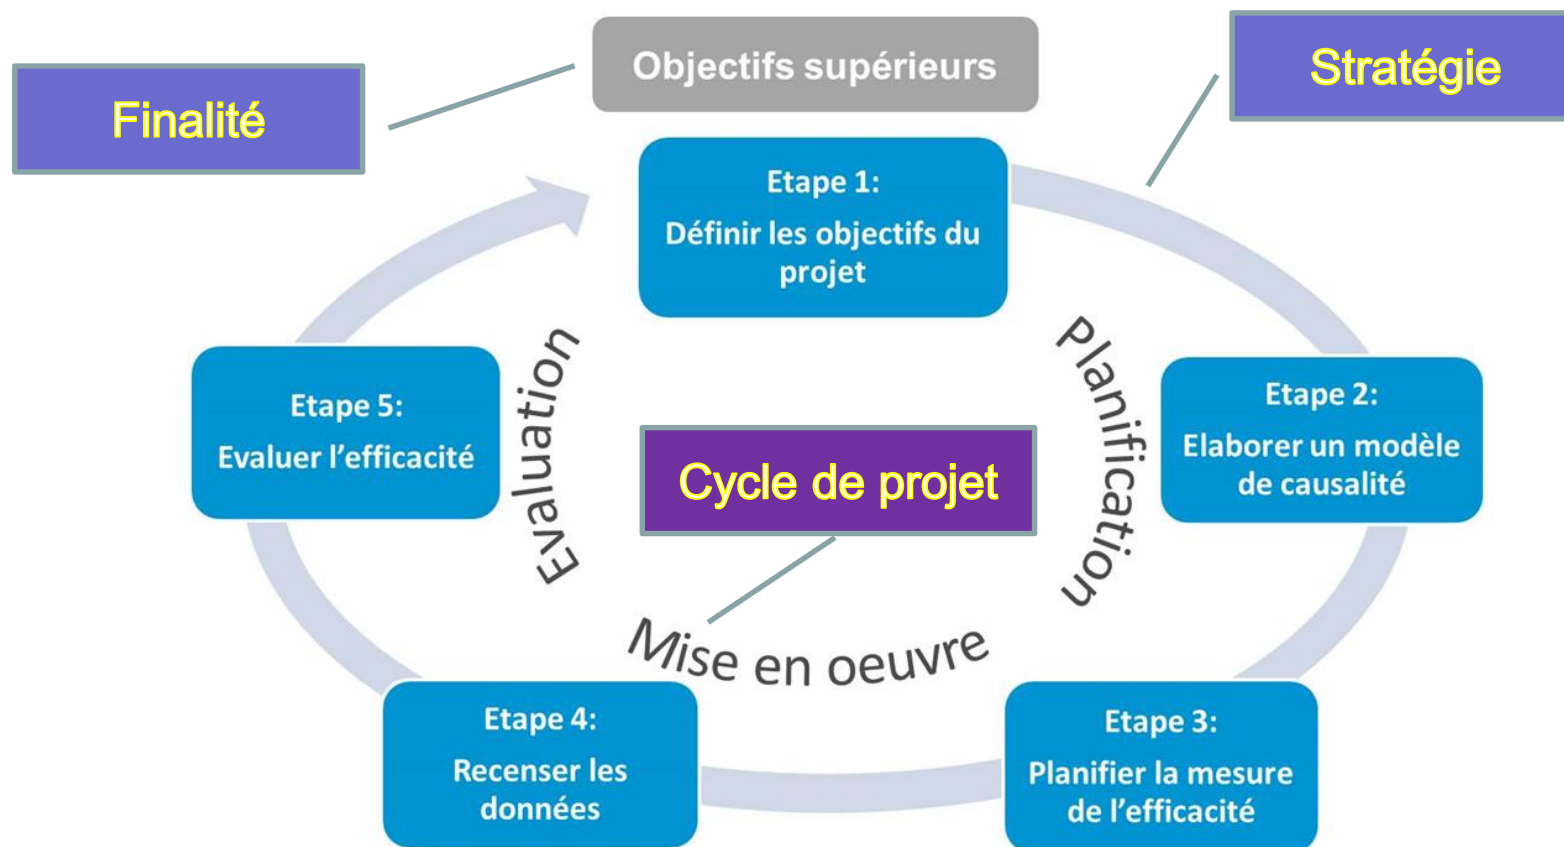 Objectifs supérieurs
Stratégie
Finalité
Etape 1:
Définir les objectifs du
projet
Planification
Etape 2:
Elaborer un modèle
de causalité
Evaluation
Etape 5:
Evaluer l’efficacité
Cycle de projet
Mise en oeuvre
Etape 4:
Recenser les
données
Etape 3:
Planifier la mesure
de l’efficacité